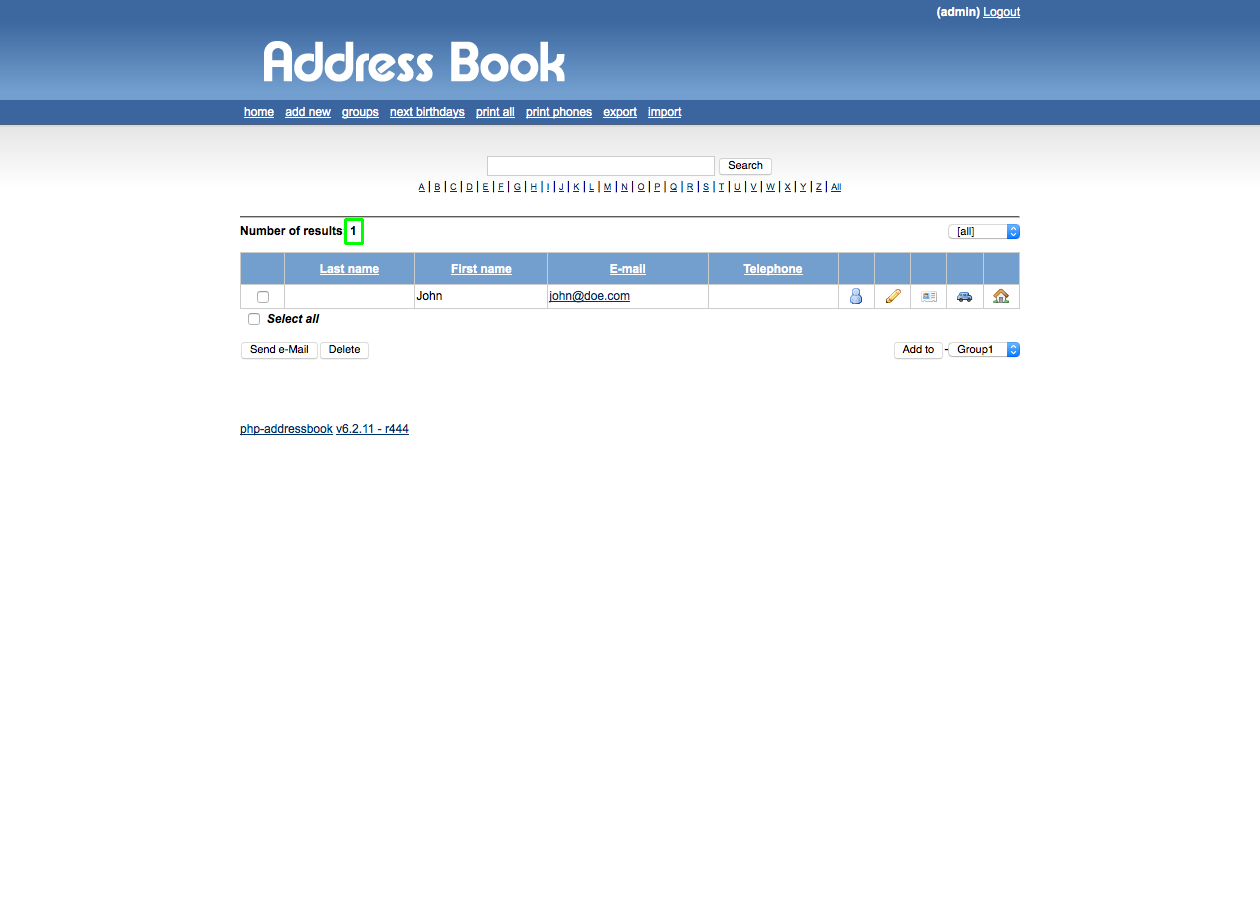 (admin) Logout
Address Book
home add new groups next birthdays print all print phones export import
Search
A | B | C | D | E | F | G | H | I | J | K | L | M | N | O | P | Q | R | S | T | U | V | W | X | Y | Z | All
Number of results 1
[all]
Last name First name E-mail Telephone
John john@doe.com
Select all
Send e-Mail Delete Add to - Group1
php-addressbook v6.2.11 - r444